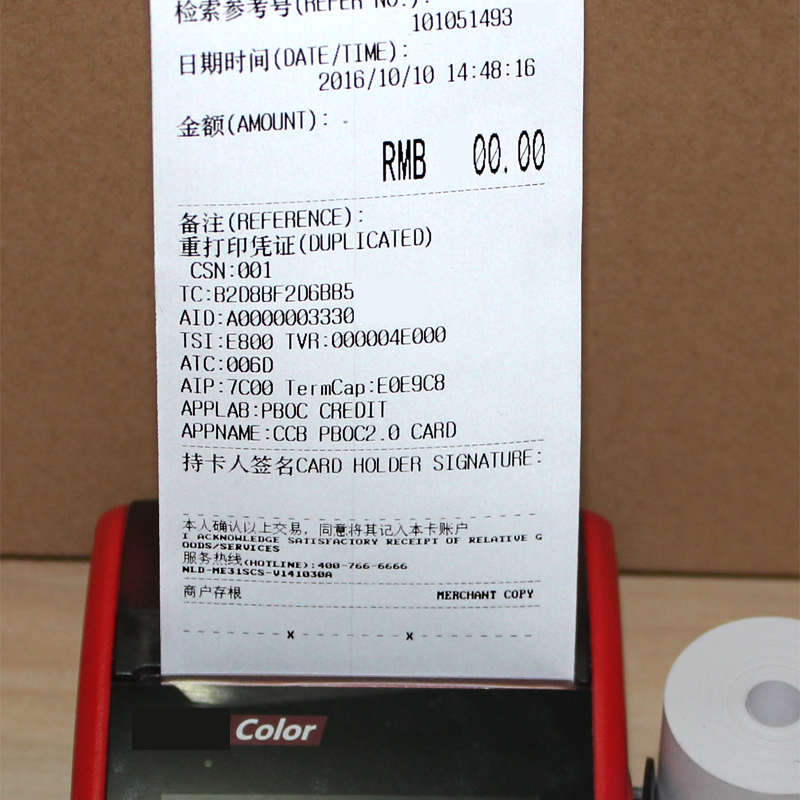 检索参考号(REFER NO.):
101051493
日期时间(DATE/TIME):
2016/10/10 14:48:16
金额(AMOUNT):
RMB 00.00
备注(REFERENCE):
重打印凭证(DUPLICATED)
CSN:001
TC:B2D8BF2D6BB5
AID:A0000003330
TSI:E800 TVR:000004E000
ATC:006D
AIP:7C00 TermCap:E0E9C8
APPLAB:PBOC CREDIT
APPNAME:CCB PBOC2.0 CARD
持卡人签名CARD HOLDER SIGNATURE:
本人确认以上交易,同意将其记入本卡账户
I ACKNOWLEDGE SATISFACTORY RECEIPT OF RELATIVE G
OODS/SERVICES
服务热线(HOTLINE):400-766-6666
NLD-ME31SCS-V141030A
商户存根 MERCHANT COPY
x x
Color